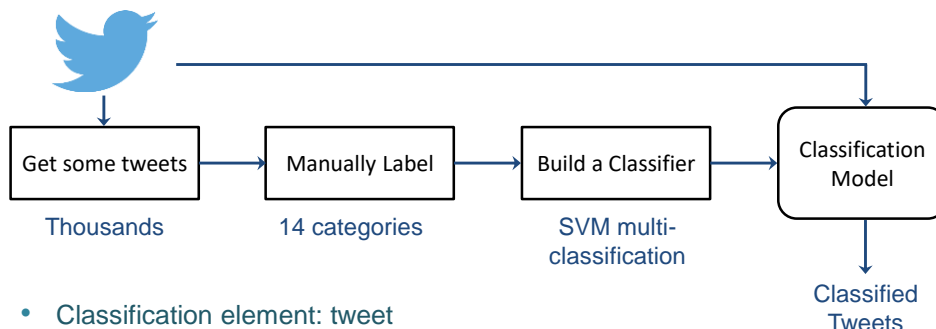 Get some tweets
Manually Label
Build a Classifier
Classification
Model
Thousands
14 categories
SVM multi-
classification
Classified
Tweets
• Classification element: tweet